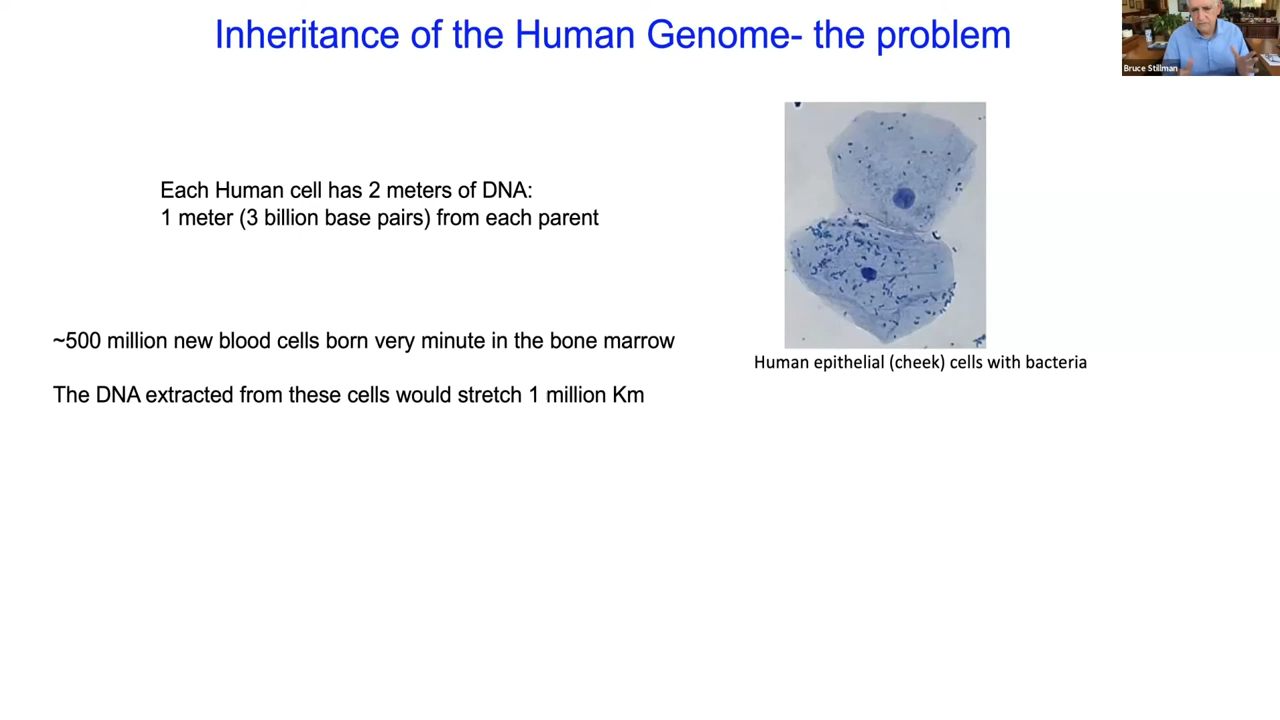 Inheritance of the Human Genome- the problem
Bruce Stillman
Each Human cell has 2 meters of DNA:
1 meter (3 billion base pairs) from each parent
~500 million new blood cells born very minute in the bone marrow
The DNA extracted from these cells would stretch 1 million Km
Human epithelial (cheek) cells with bacteria